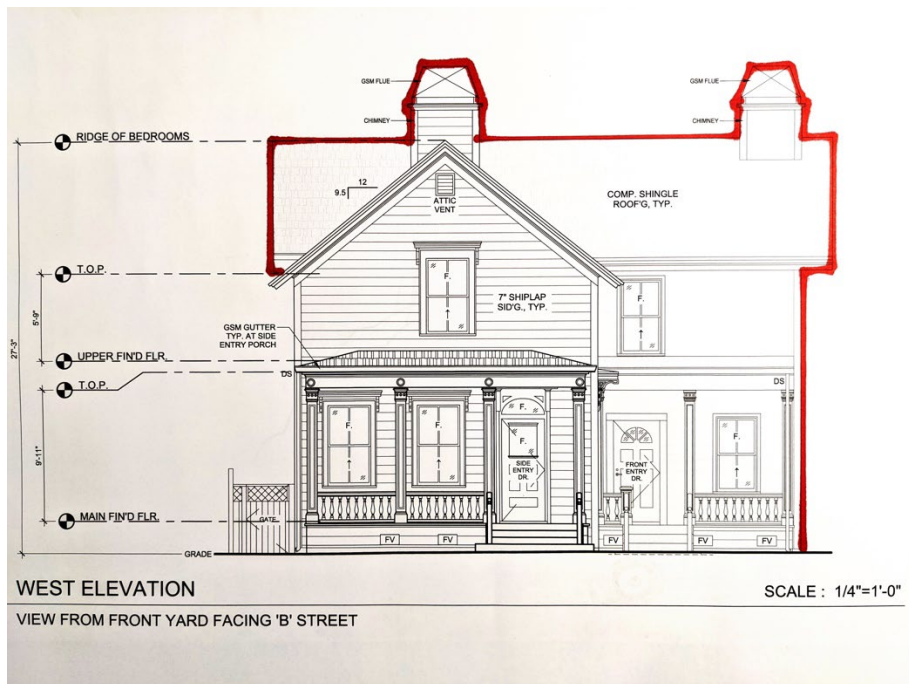 GSM FLUE
GSM FLUE
CHIMNEY
CHIMNEY
RIDGE OF BEDROOMS
12
9.5
ATTIC
VENT
COMP. SHINGLE
ROOF'G, TYP.
T.O.P.
F.
F.
7" SHIPLAP
SID'G., TYP.
5'-9"
27'-3"
GSM GUTTER
TYP. AT SIDE
ENTRY PORCH
UPPER FIN'D FLR.
DS
DS
T.O.P.
F.
F.
F.
F.
F.
9'-11"
SIDE
ENTRY
DR.
FRONT
ENTRY
DR.
MAIN FIN'D FLR.
GATE
FV
FV
FV
FV
FV
GRADE
WEST ELEVATION
SCALE : 1/4"=1'-0"
VIEW FROM FRONT YARD FACING 'B' STREET